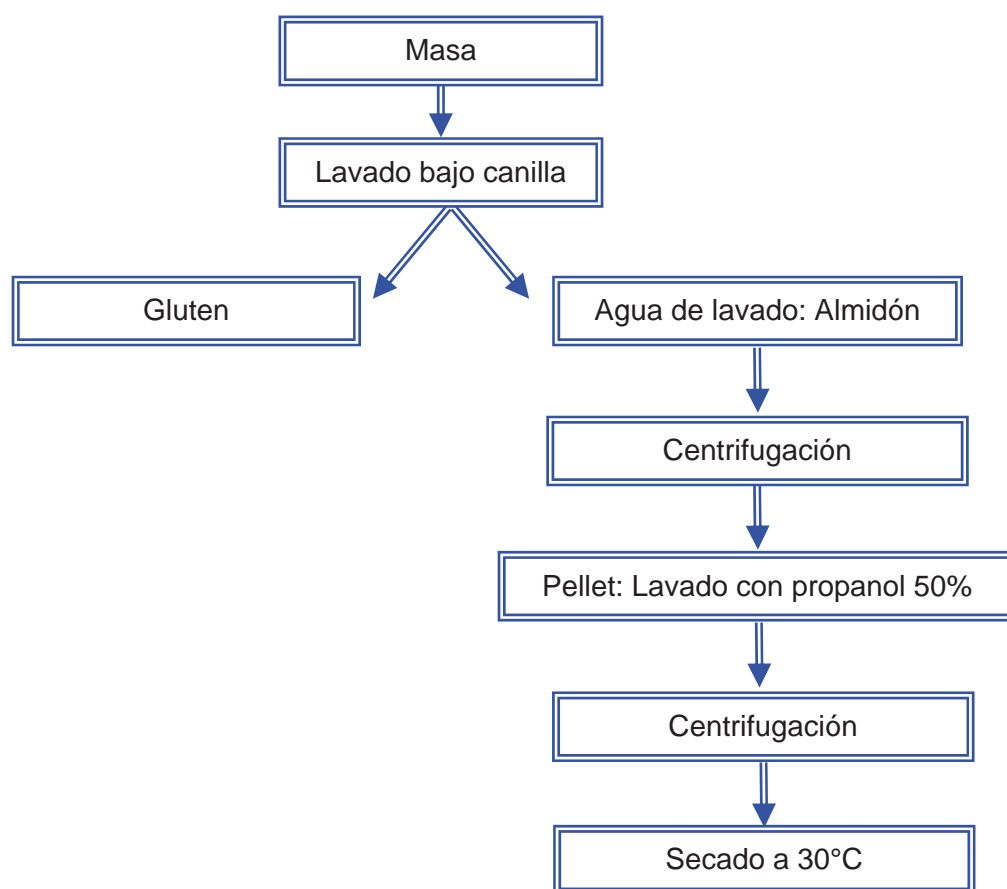 Masa
Lavado bajo canilla
Gluten
Agua de lavado: Almidón
Centrifugación
Pellet: Lavado con propanol 50%
Centrifugación
Secado a 30°C